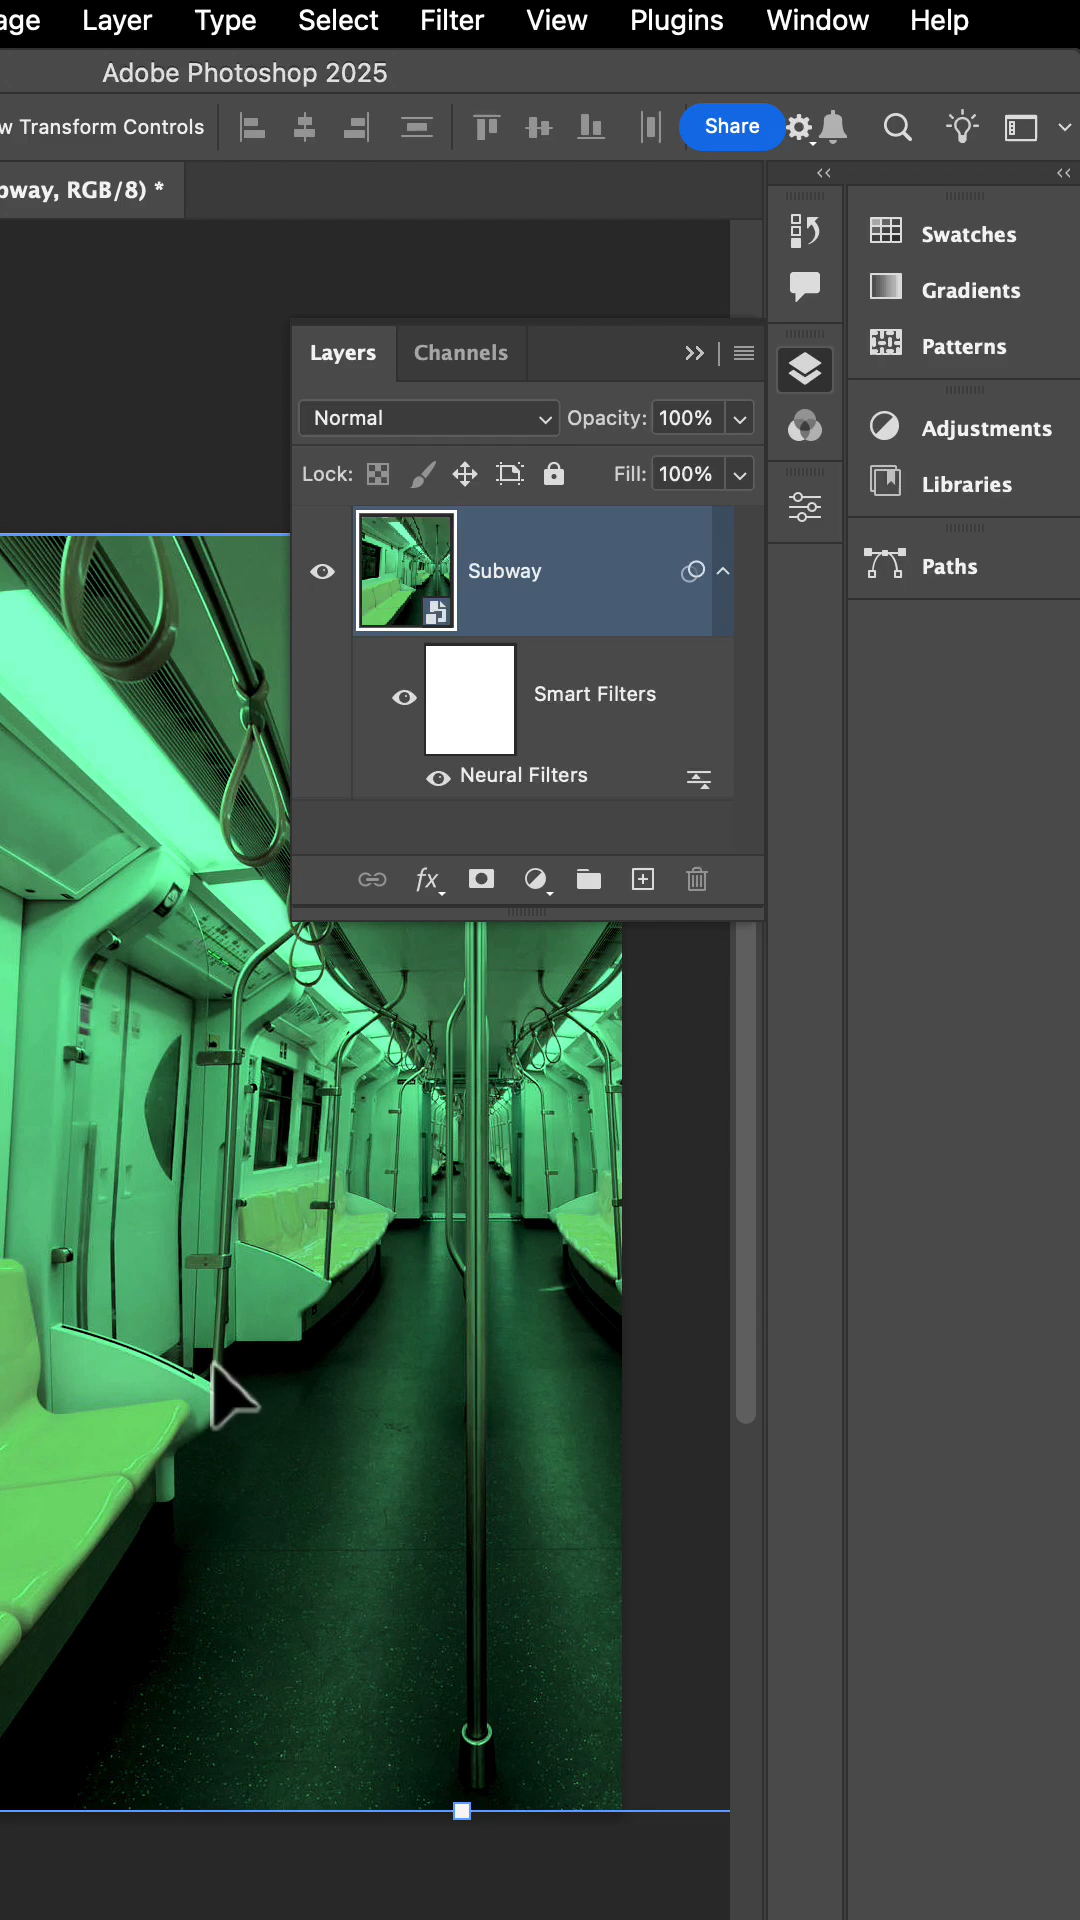 age Layer Type Select Filter View Plugins Window Help
Adobe Photoshop 2025
w Transform Controls Share
bway, RGB/8) *
Swatches
Gradients
Patterns
Layers Channels
Normal Opacity: 100%
Adjustments
Lock: Fill: 100%
Libraries
Paths
Subway
Smart Filters
Neural Filters
fx